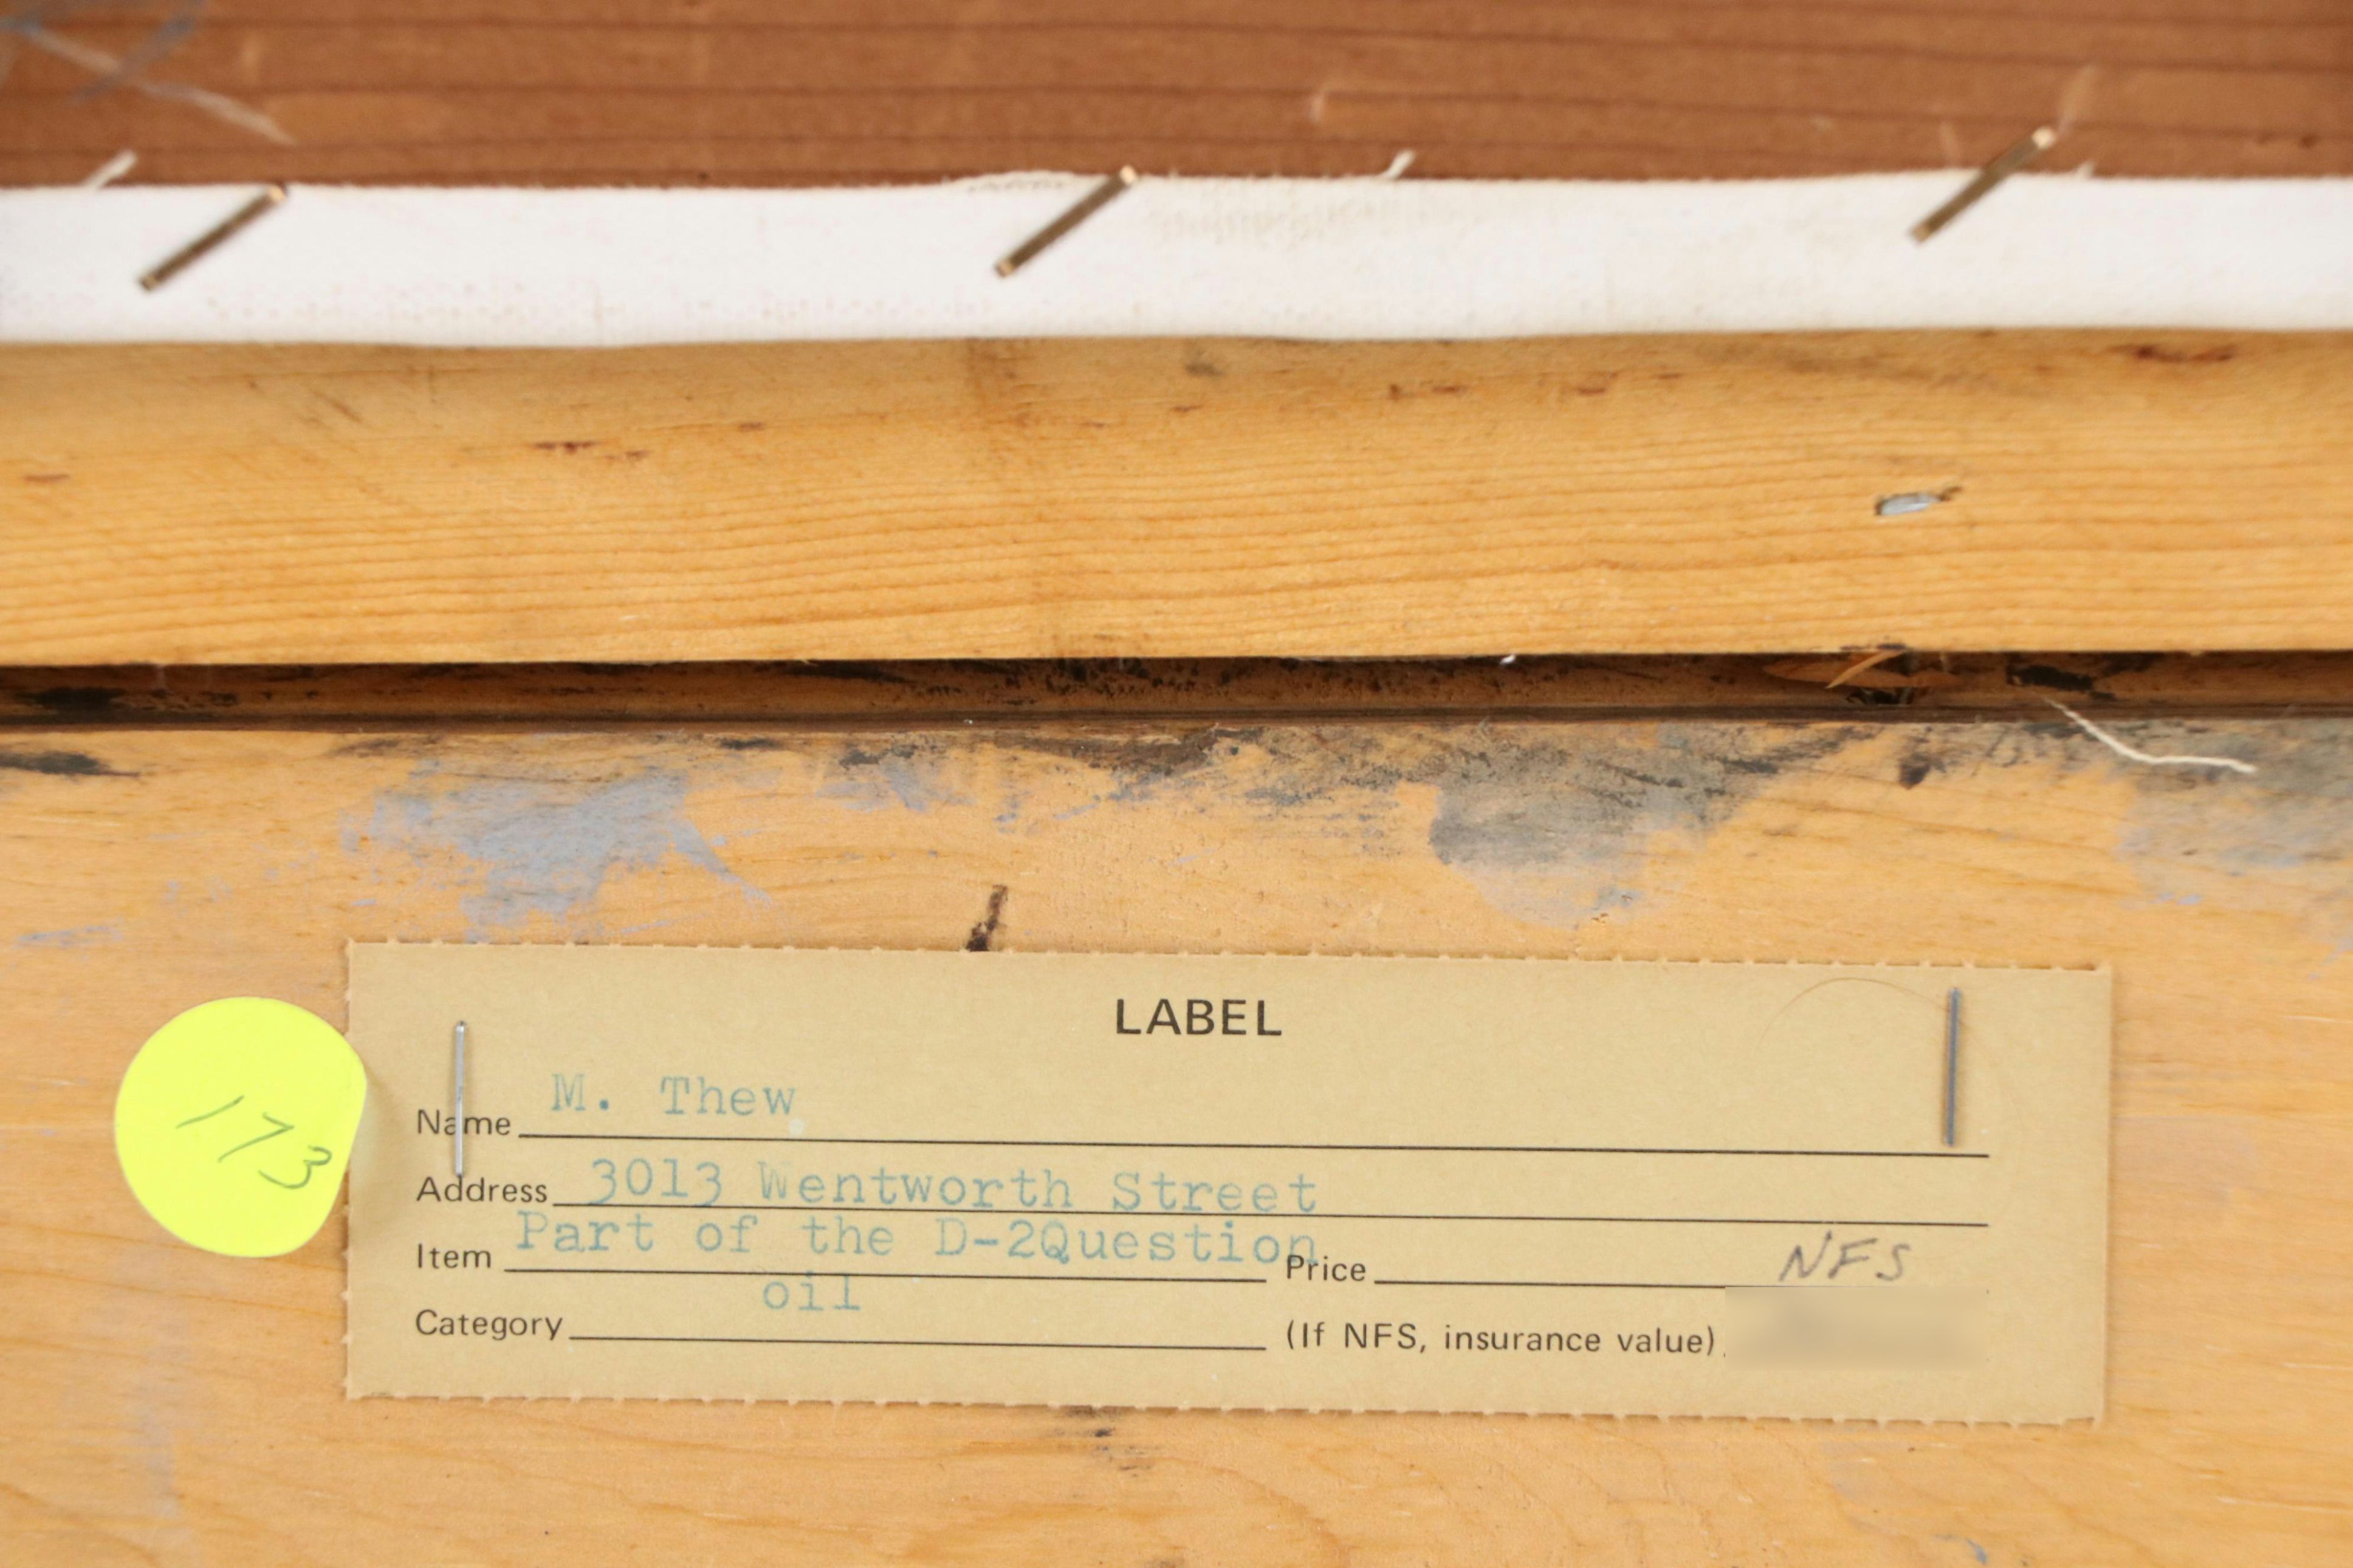 LABEL
Name M. Thew
Address 3013 Wentworth Street
Item Part of the D-2Question Price NFS
oil
Category (If NFS, insurance value)
173